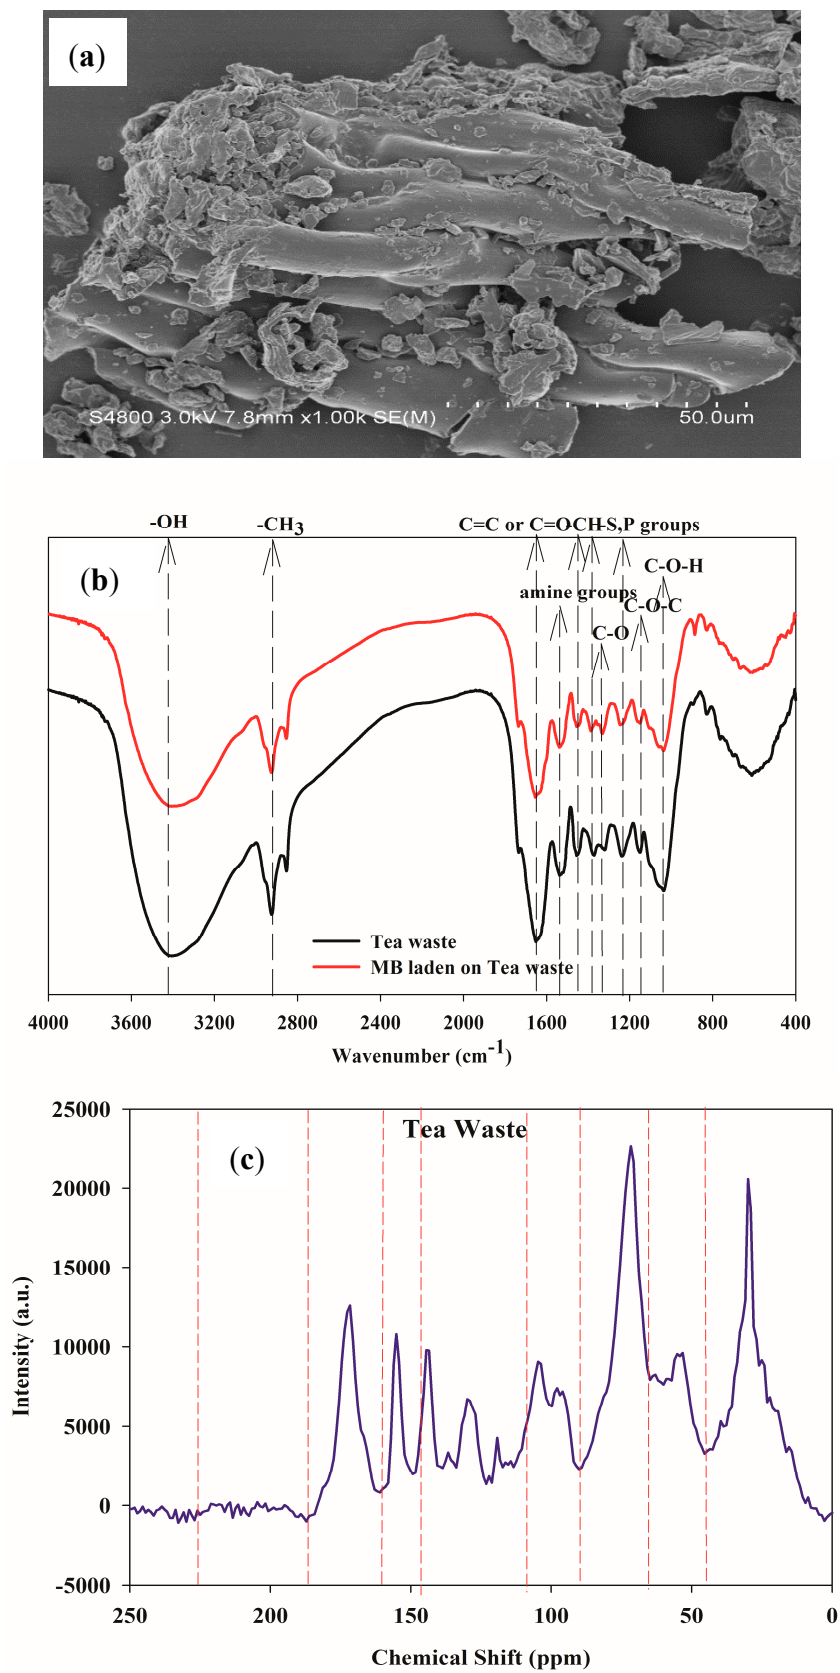 (a)
S4800 3.0kV 7.8mm x1.00k SE(M) 50.0um
-OH
-CH3
C=C or C=O
-CH
-S,P groups
(b)
C-O-H
amine groups
C-O-C
C-O
Tea waste
MB laden on Tea waste
4000 3600 3200 2800 2400 2000 1600 1200 800 400
Wavenumber (cm-1)
25000
Tea Waste
(c)
20000
15000
10000
5000
0
-5000
Intensity (a.u.)
250 200 150 100 50 0
Chemical Shift (ppm)